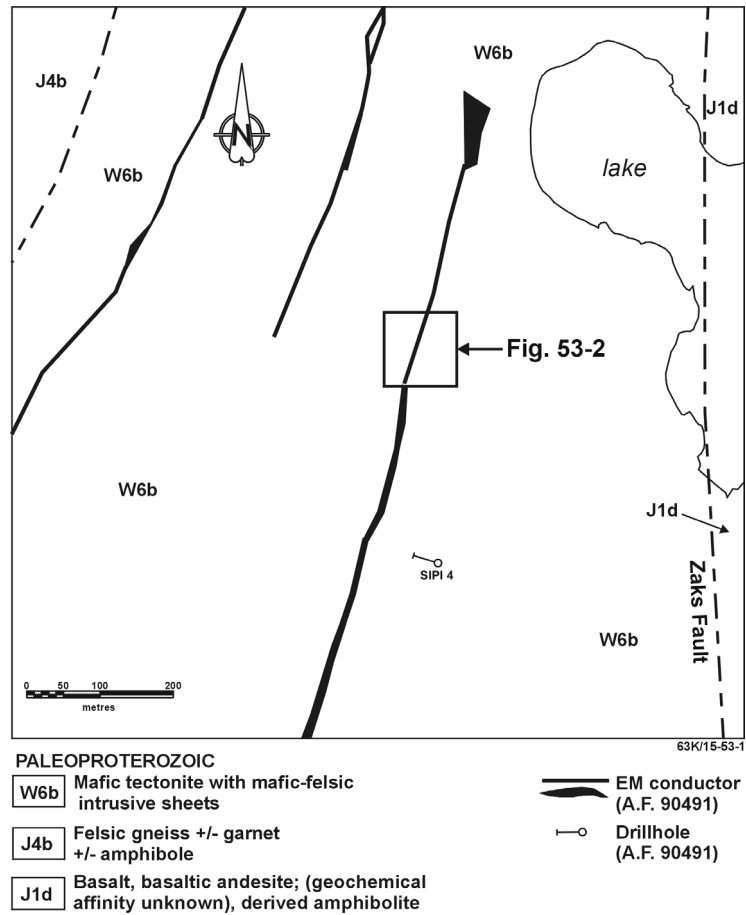 W6b
J4b
J1d
N
W6b
lake
Fig. 53-2
W6b
J1d
SIPI 4
Zaks Fault
W6b
0 50 100 200
metres
63K/15-53-1
PALEOPROTEROZOIC
W6b Mafic tectonite with mafic-felsic
intrusive sheets
J4b Felsic gneiss +/- garnet
+/- amphibole
J1d Basalt, basaltic andesite; (geochemical
affinity unknown), derived amphibolite
EM conductor
(A.F. 90491)
Drillhole
(A.F. 90491)